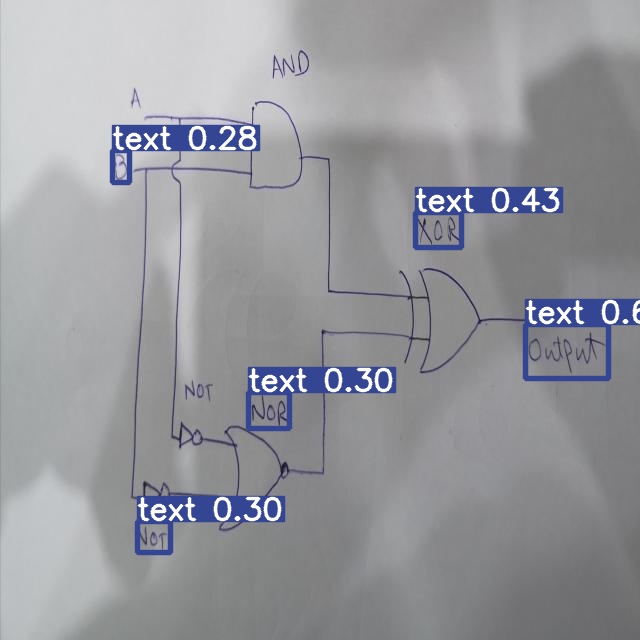 AND
A
text 0.28
B
text 0.43
XOR
text 0.6
Output
text 0.30
NOT
NOR
text 0.30
NOT